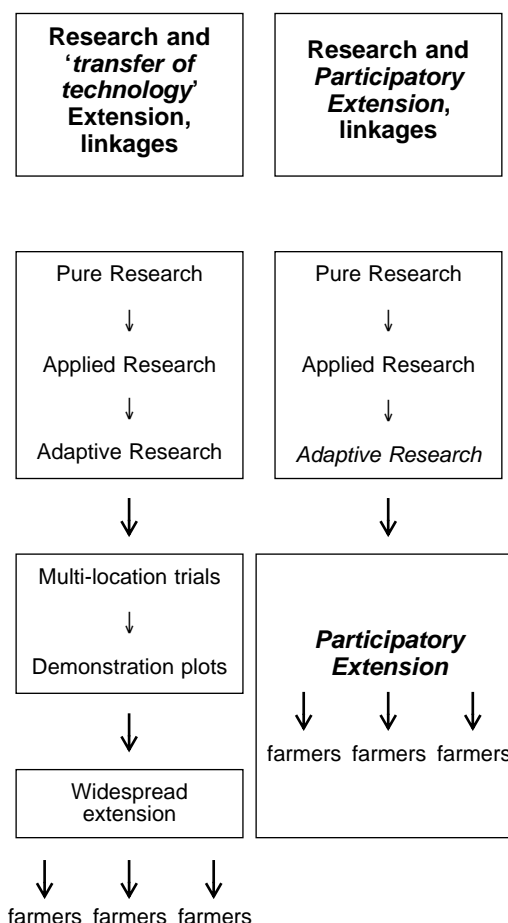 Research and
‘transfer of
technology’
Extension,
linkages
Research and
Participatory
Extension,
linkages
Pure Research
↓
Applied Research
↓
Adaptive Research
↓
Multi-location trials
↓
Demonstration plots
↓
Widespread
extension
↓ ↓ ↓
farmers farmers farmers
Pure Research
↓
Applied Research
↓
Adaptive Research
↓
Participatory
Extension
↓ ↓ ↓
farmers farmers farmers